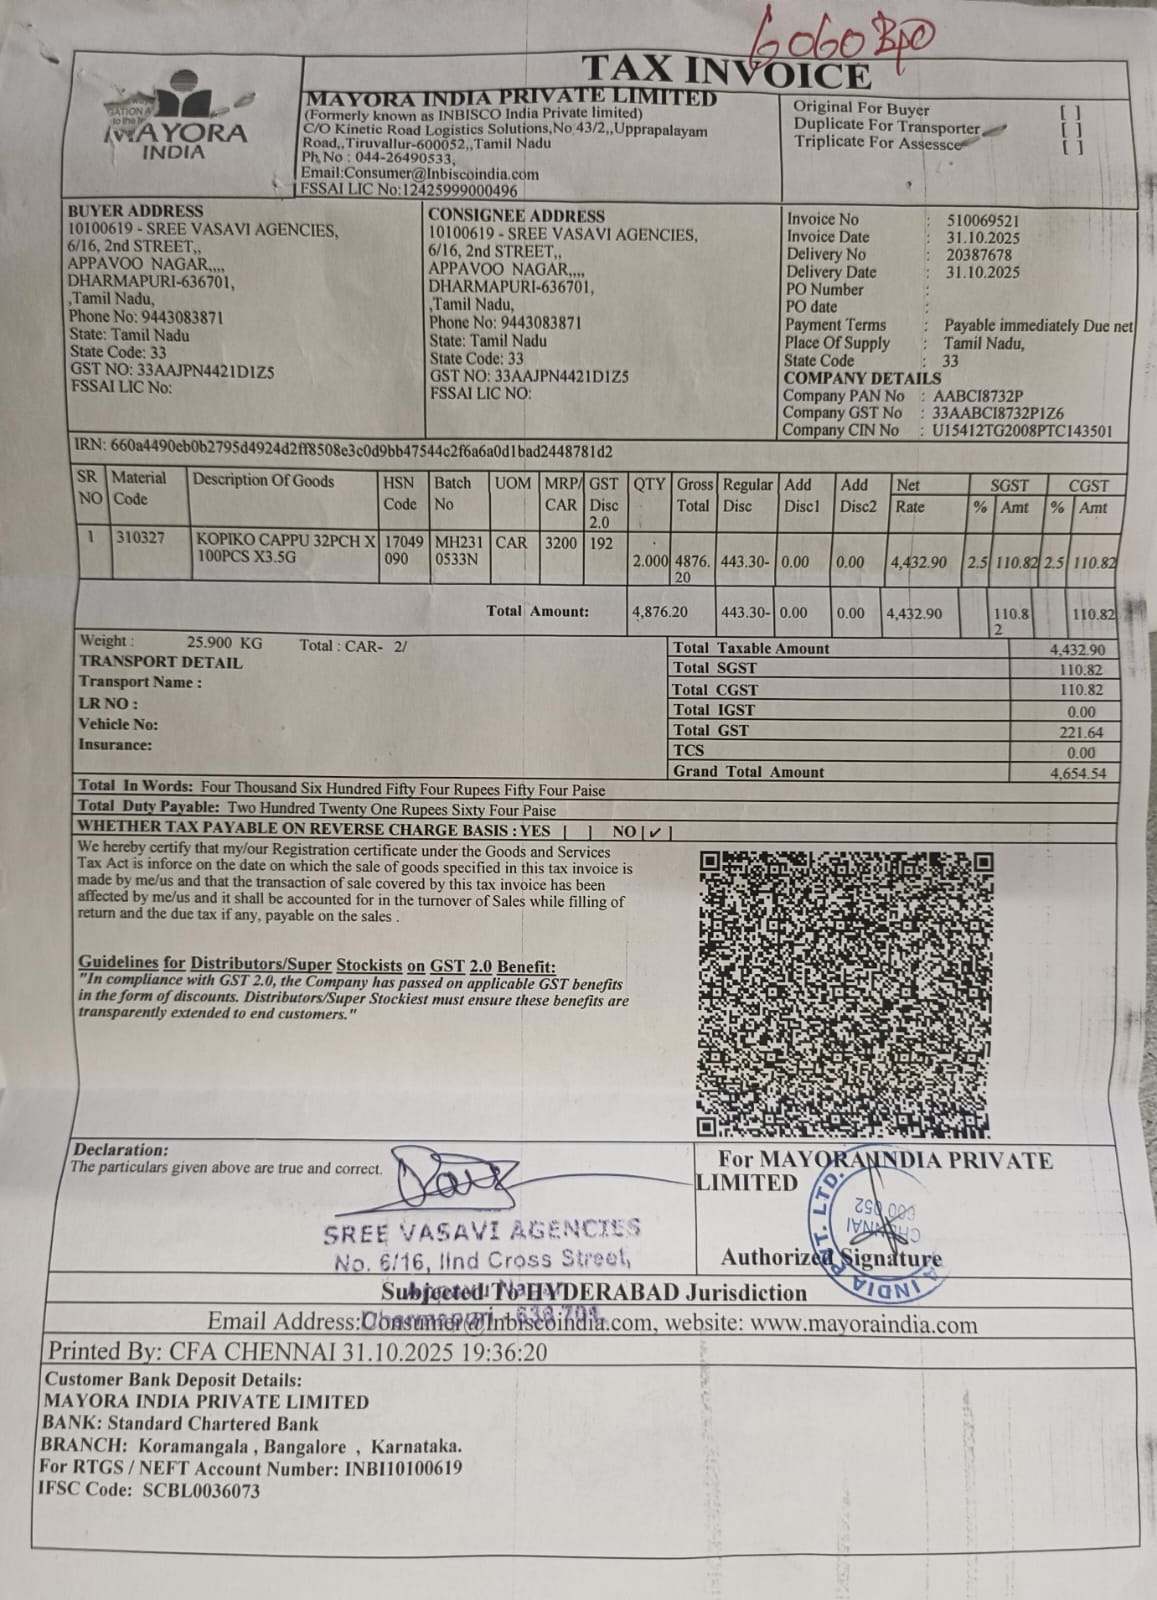 6060 Bpo
TAX INVOICE
MAYORA
INDIA
MAYORA INDIA PRIVATE LIMITED
(Formerly known as INBISCO India Private limited)
C/O Kinetic Road Logistics Solutions,No 43/2,,Upprapalayam
Road,,Tiruvallur-600052,,Tamil Nadu
Ph No : 044-26490533,
Email:Consumer@Inbiscoindia.com
FSSAI LIC No:12425999000496
Original For Buyer [ ]
Duplicate For Transporter [ ]
Triplicate For Assessce [ ]
BUYER ADDRESS
10100619 - SREE VASAVI AGENCIES,
6/16, 2nd STREET,,
APPAVOO NAGAR,,,,
DHARMAPURI-636701,
,Tamil Nadu,
Phone No: 9443083871
State: Tamil Nadu
State Code: 33
GST NO: 33AAJPN4421D1Z5
FSSAI LIC No:
CONSIGNEE ADDRESS
10100619 - SREE VASAVI AGENCIES,
6/16, 2nd STREET,,
APPAVOO NAGAR,,,,
DHARMAPURI-636701,
,Tamil Nadu,
Phone No: 9443083871
State: Tamil Nadu
State Code: 33
GST NO: 33AAJPN4421D1Z5
FSSAI LIC NO:
Invoice No : 510069521
Invoice Date : 31.10.2025
Delivery No : 20387678
Delivery Date : 31.10.2025
PO Number :
PO date :
Payment Terms : Payable immediately Due net
Place Of Supply : Tamil Nadu,
State Code : 33
COMPANY DETAILS
Company PAN No : AABCI8732P
Company GST No : 33AABCI8732P1Z6
Company CIN No : U15412TG2008PTC143501
IRN: 660a4490eb0b2795d4924d2ff8508e3c0d9bb47544c2f6a6a0d1bad2448781d2
SR Material Description Of Goods HSN Batch UOM MRP/ GST QTY Gross Regular Add Add Net SGST CGST
NO Code Code No CAR Disc Total Disc Disc1 Disc2 Rate % Amt % Amt
2.0
1 310327 KOPIKO CAPPU 32PCH X 17049 MH231 CAR 3200 192
100PCS X3.5G 090 0533N 2.000 4876. 443.30- 0.00 0.00 4,432.90 2.5 110.82 2.5 110.82
20
Total Amount: 4,876.20 443.30- 0.00 0.00 4,432.90 110.8 110.82
2
Weight : 25.900 KG Total : CAR- 2/
TRANSPORT DETAIL
Transport Name :
LR NO :
Vehicle No:
Insurance:
Total Taxable Amount 4,432.90
Total SGST 110.82
Total CGST 110.82
Total IGST 0.00
Total GST 221.64
TCS 0.00
Grand Total Amount 4,654.54
Total In Words: Four Thousand Six Hundred Fifty Four Rupees Fifty Four Paise
Total Duty Payable: Two Hundred Twenty One Rupees Sixty Four Paise
WHETHER TAX PAYABLE ON REVERSE CHARGE BASIS : YES [ ] NO [✓]
We hereby certify that my/our Registration certificate under the Goods and Services
Tax Act is inforce on the date on which the sale of goods specified in this tax invoice is
made by me/us and that the transaction of sale covered by this tax invoice has been
affected by me/us and it shall be accounted for in the turnover of Sales while filling of
return and the due tax if any, payable on the sales .
Guidelines for Distributors/Super Stockists on GST 2.0 Benefit:
"In compliance with GST 2.0, the Company has passed on applicable GST benefits
in the form of discounts. Distributors/Super Stockiest must ensure these benefits are
transparently extended to end customers."
Declaration:
The particulars given above are true and correct.
SREE VASAVI AGENCIES
No. 6/16, IInd Cross Street,
For MAYORA INDIA PRIVATE
LIMITED
Authorized Signature
Subjected To HYDERABAD Jurisdiction
Email Address:Consumer@Inbiscoindia.com, website: www.mayoraindia.com
Printed By: CFA CHENNAI 31.10.2025 19:36:20
Customer Bank Deposit Details:
MAYORA INDIA PRIVATE LIMITED
BANK: Standard Chartered Bank
BRANCH: Koramangala , Bangalore , Karnataka.
For RTGS / NEFT Account Number: INBI10100619
IFSC Code: SCBL0036073